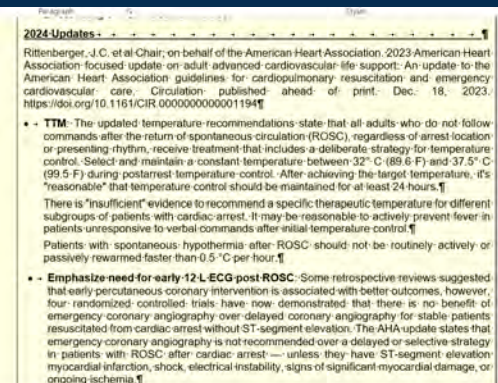 2024 Updates
Rittenberger, J.C. et al Chair; on behalf of the American Heart Association. 2023 American Heart
Association focused update on adult advanced cardiovascular life support: An update to the
American Heart Association guidelines for cardiopulmonary resuscitation and emergency
cardiovascular care, Circulation published ahead of print. Dec. 18, 2023.
https://doi.org/10.1161/CIR.0000000000001194¶
• TTM: The updated temperature recommendations state that all adults who do not follow
commands after the return of spontaneous circulation (ROSC), regardless of arrest location
or presenting rhythm, receive treatment that includes a deliberate strategy for temperature
control. Select and maintain a constant temperature between 32° C (89.6 F) and 37.5° C
(99.5 F) during postarrest temperature control. After achieving the target temperature, it's
"reasonable" that temperature control should be maintained for at least 24 hours.¶
There is "insufficient" evidence to recommend a specific therapeutic temperature for different
subgroups of patients with cardiac arrest. It may be reasonable to actively prevent fever in
patients unresponsive to verbal commands after initial temperature control.¶
Patients with spontaneous hypothermia after ROSC should not be routinely actively or
passively rewarmed faster than 0.5 °C per hour.¶
• Emphasize need for early 12 L ECG post ROSC: Some retrospective reviews suggested
that early percutaneous coronary intervention is associated with better outcomes, however,
four randomized controlled trials have now demonstrated that there is no benefit of
emergency coronary angiography over delayed coronary angiography for stable patients
resuscitated from cardiac arrest without ST-segment elevation. The AHA update states that
emergency coronary angiography is not recommended over a delayed or selective strategy
in patients with ROSC after cardiac arrest — unless they have ST-segment elevation
myocardial infarction, shock, electrical instability, signs of significant myocardial damage, or
ongoing ischemia.¶